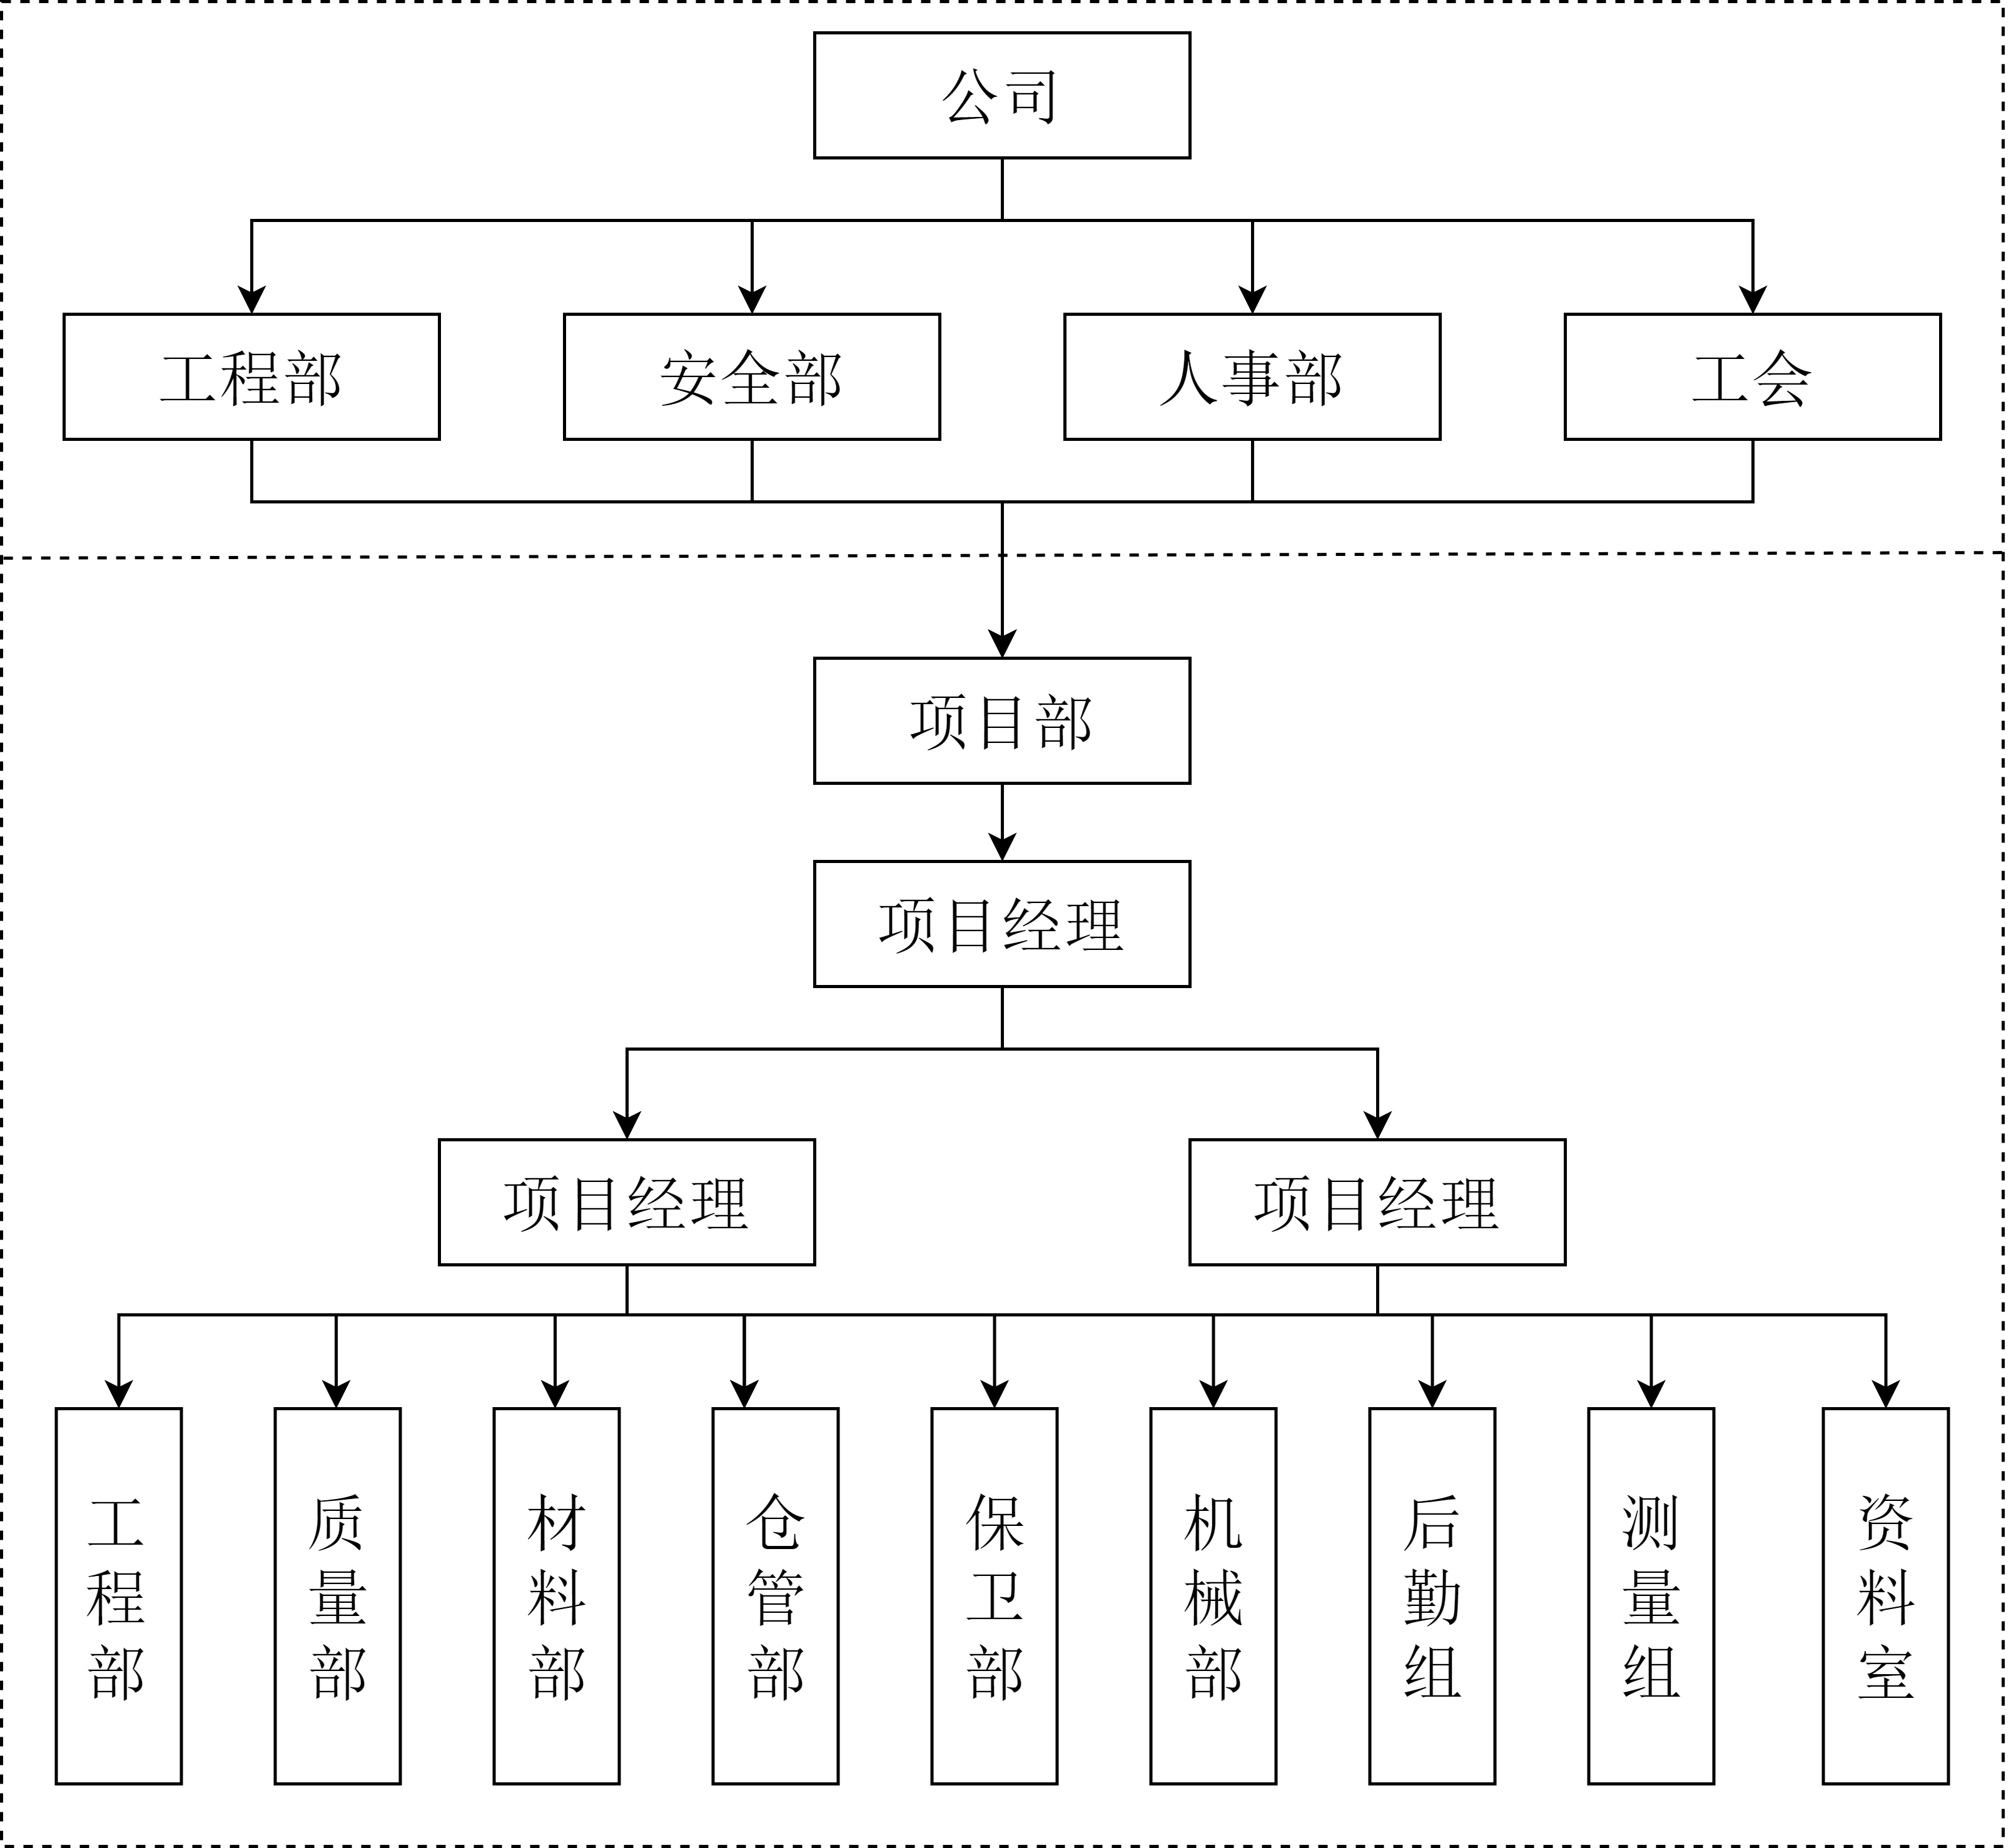 公司
工程部
安全部
人事部
工会
项目部
项目经理
项目经理
项目经理
工程部
质量部
材料部
仓管部
保卫部
机械部
后勤组
测量组
资料室